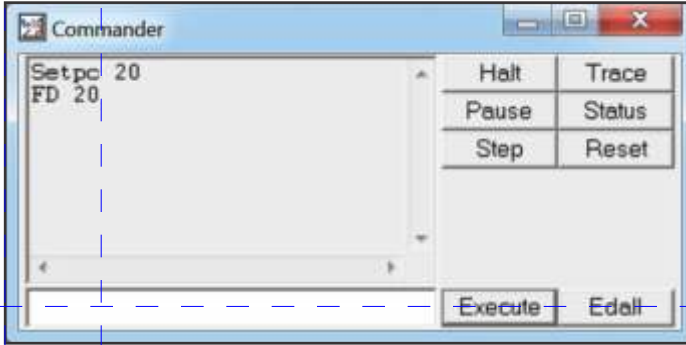 Commander
Setpc 20
FD 20
Halt Trace
Pause Status
Step Reset
Execute Edall